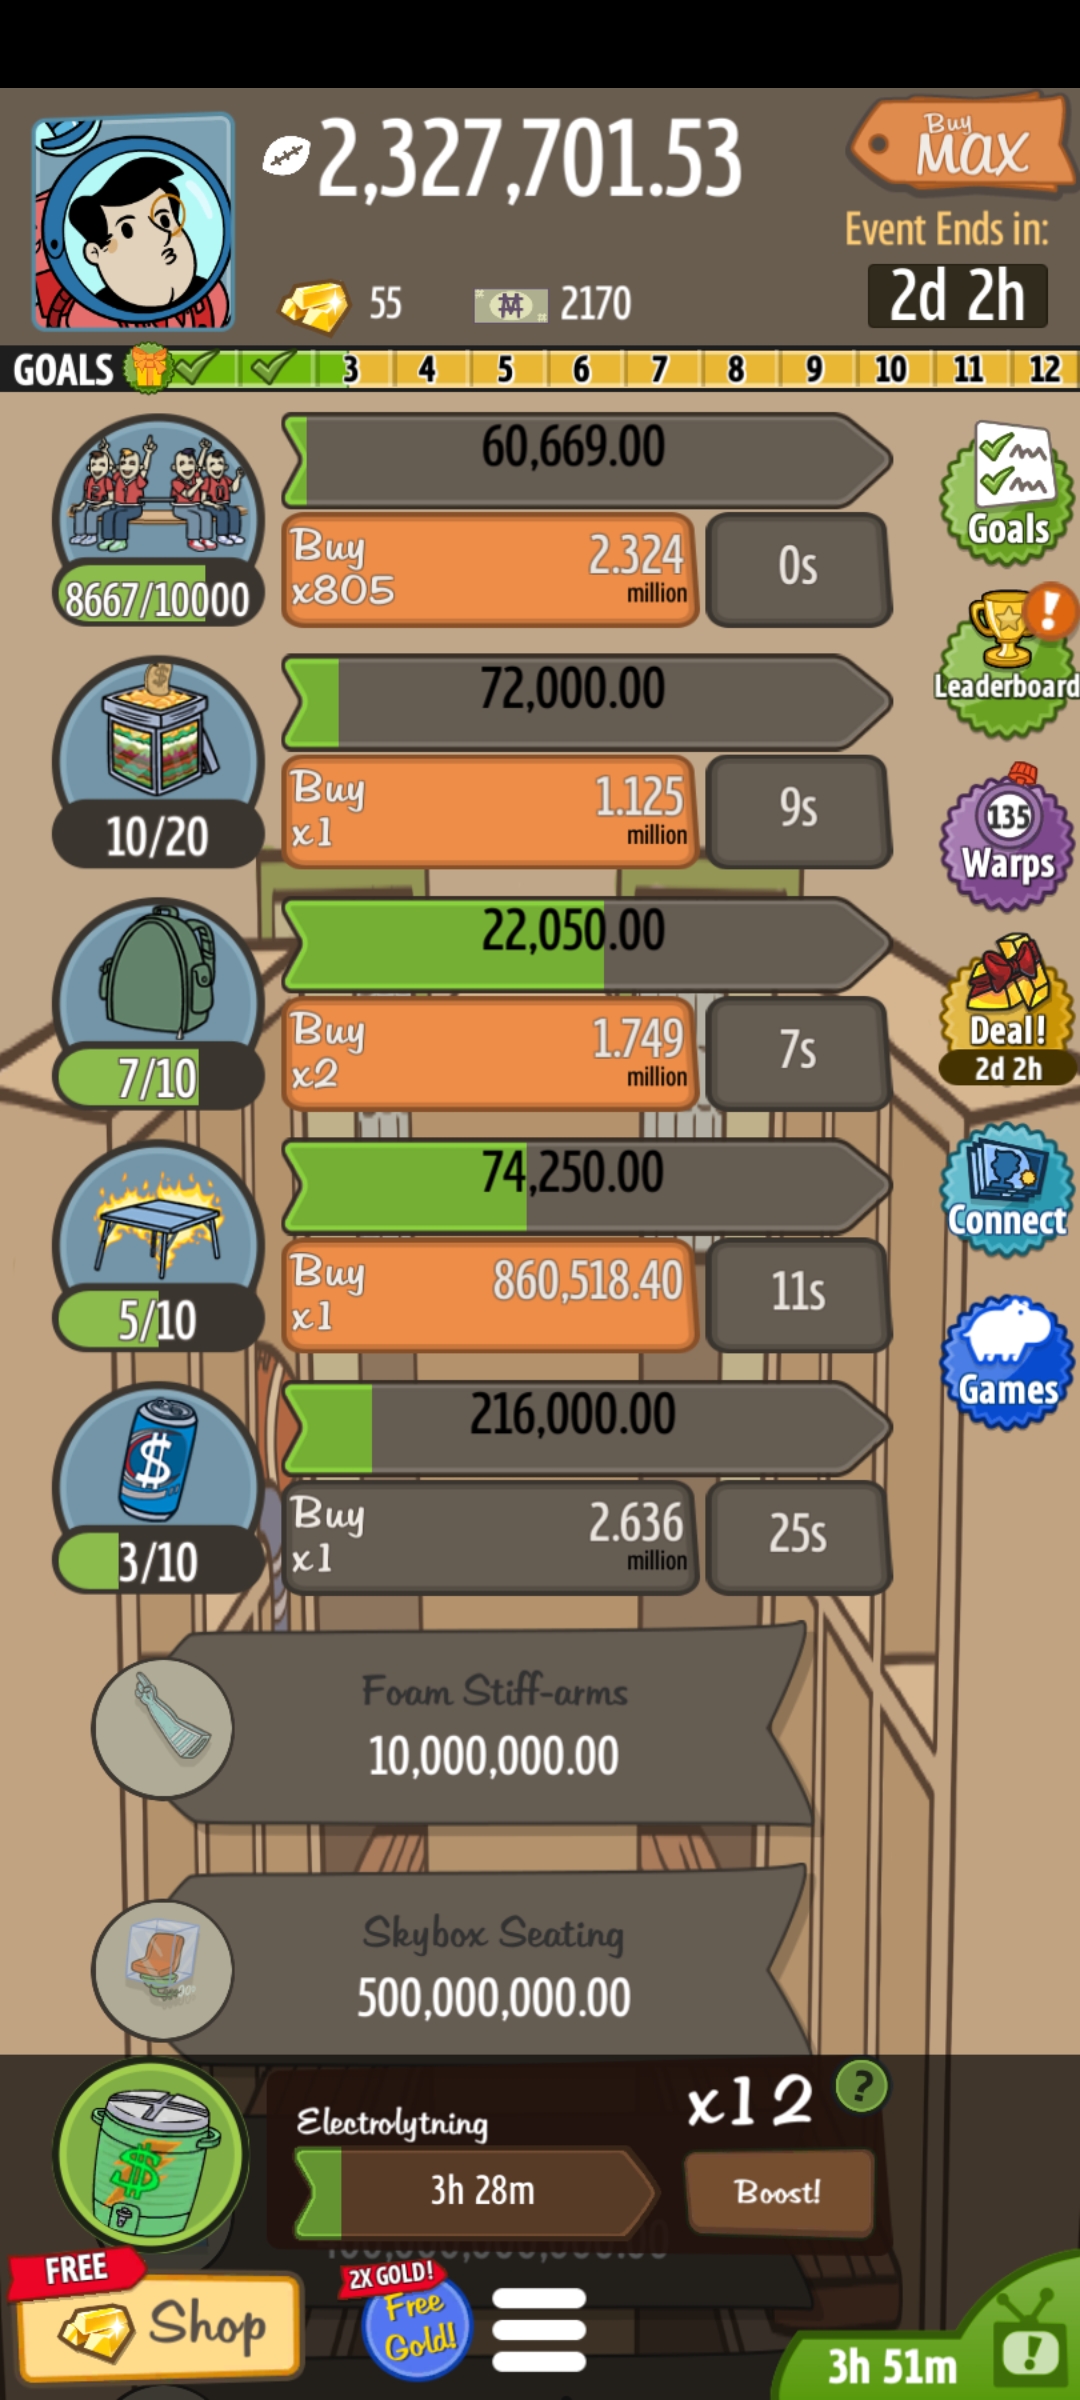 2,327,701.53
Buy
MAX
Event Ends in:
55
2170
2d 2h
GOALS 3 4 5 6 7 8 9 10 11 12
60,669.00
Buy
x805
2.324
million
0s
8667/10000
Goals
Leaderboard
72,000.00
Buy
x1
1.125
million
9s
10/20
135
Warps
22,050.00
Buy
x2
1.749
million
7s
7/10
Deal!
2d 2h
74,250.00
Buy
x1
860,518.40
11s
5/10
Connect
216,000.00
Buy
x1
2.636
million
25s
3/10
Games
Foam Stiff-arms
10,000,000.00
Skybox Seating
500,000,000.00
Electrolytning
x12
?
3h 28m
Boost!
FREE
Shop
2X GOLD!
Free
Gold!
3h 51m